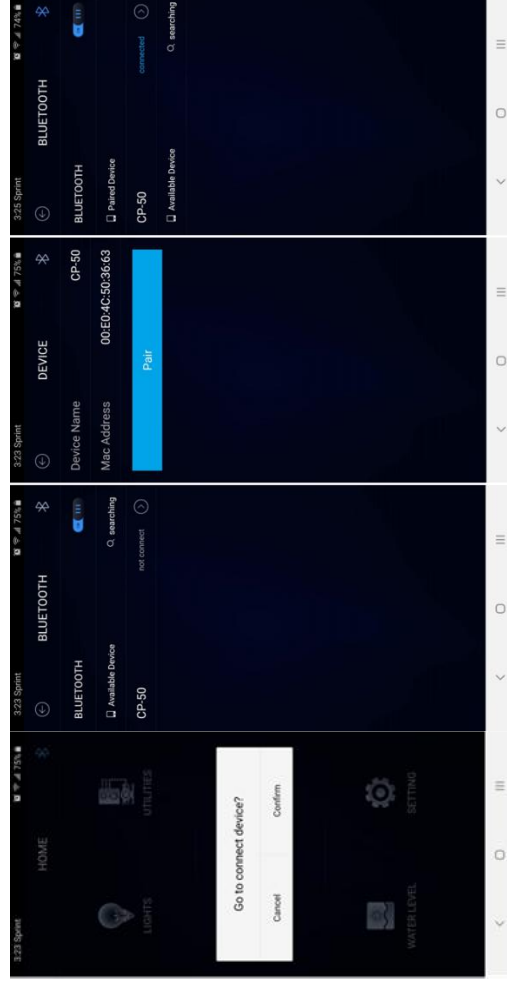 3:23 Sprint 75%
HOME
LIGHTS
UTILITIES
Go to connect device?
Cancel Confirm
WATER LEVEL
SETTING
3:23 Sprint 75%
BLUETOOTH
BLUETOOTH
Available Device searching
CP-50 not connect
3:23 Sprint 75%
DEVICE
Device Name CP-50
Mac Address 00:E0:4C:50:36:63
Pair
3:25 Sprint 74%
BLUETOOTH
BLUETOOTH
Paired Device
CP-50 connected
Available Device searching